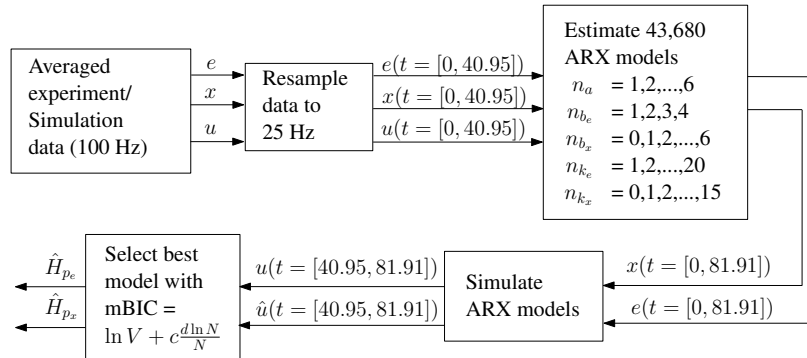 Averaged
experiment/
Simulation
data (100 Hz)
e
x
u
Resample
data to
25 Hz
e(t = [0, 40.95])
x(t = [0, 40.95])
u(t = [0, 40.95])
Estimate 43,680
ARX models
n_a = 1,2,...,6
n_{b_e} = 1,2,3,4
n_{b_x} = 0,1,2,...,6
n_{k_e} = 1,2,...,20
n_{k_x} = 0,1,2,...,15
x(t = [0, 81.91])
e(t = [0, 81.91])
Simulate
ARX models
u(t = [40.95, 81.91])
û(t = [40.95, 81.91])
Select best
model with
mBIC =
ln V + c \frac{d ln N}{N}
Ĥ_{p_e}
Ĥ_{p_x}